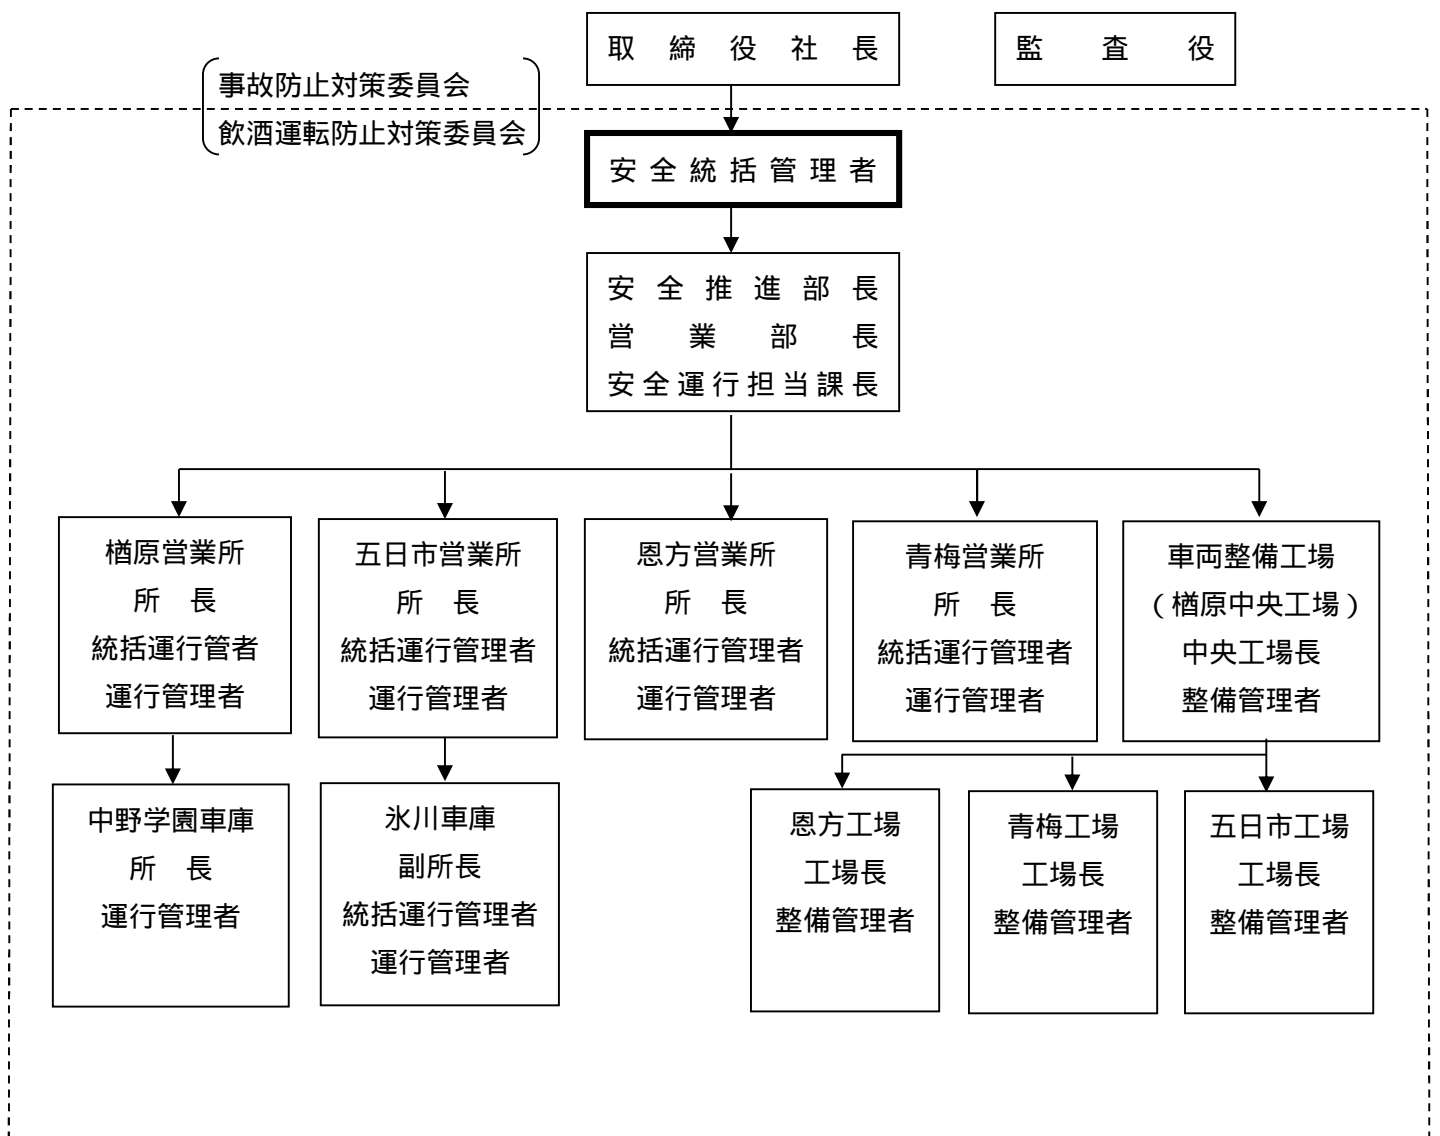 取締役社長
監査役
事故防止対策委員会
飲酒運転防止対策委員会
安全統括管理者
安全推進部長
営業部長
安全運行担当課長
楢原営業所
所　長
統括運行管者
運行管理者
五日市営業所
所　長
統括運行管理者
運行管理者
恩方営業所
所　長
統括運行管理者
運行管理者
青梅営業所
所　長
統括運行管理者
運行管理者
車両整備工場
（楢原中央工場）
中央工場長
整備管理者
中野学園車庫
所　長
運行管理者
氷川車庫
副所長
統括運行管理者
運行管理者
恩方工場
工場長
整備管理者
青梅工場
工場長
整備管理者
五日市工場
工場長
整備管理者